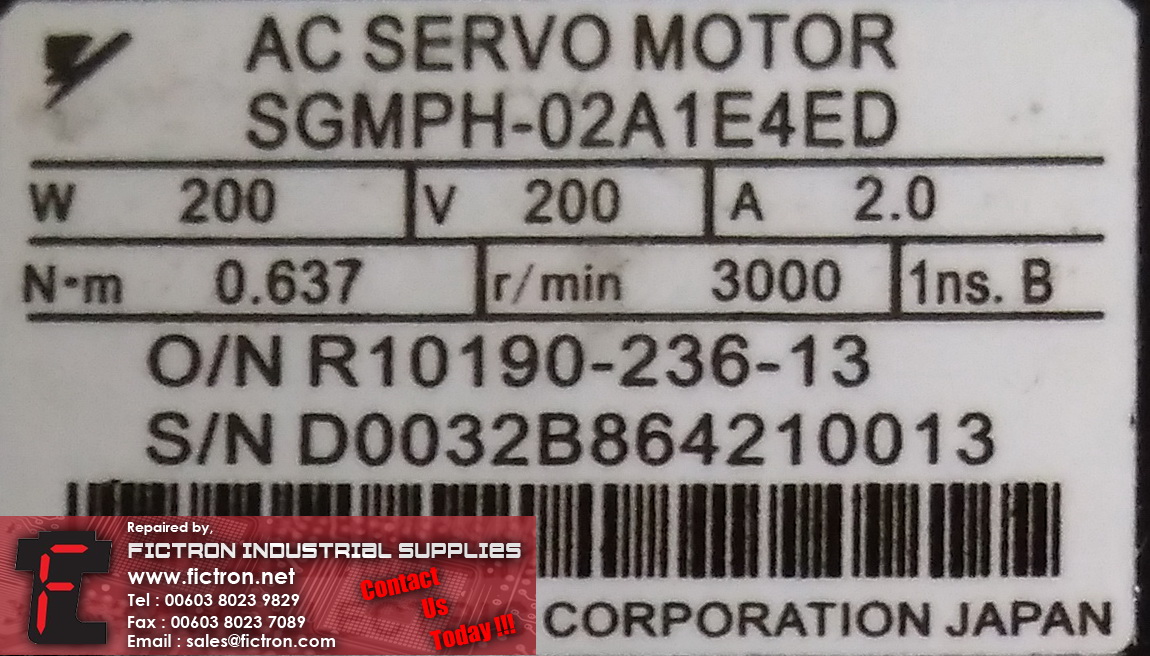 AC SERVO MOTOR
SGMPH-02A1E4ED
W 200 V 200 A 2.0
N·m 0.637 r/min 3000 1ns. B
O/N R10190-236-13
S/N D0032B864210013
Repaired by,
FICTRON INDUSTRIAL SUPPLIES
www.fictron.net
Tel : 00603 8023 9829
Fax : 00603 8023 7089
Email : sales@fictron.com
Contact
Us
Today !!!
CORPORATION JAPAN